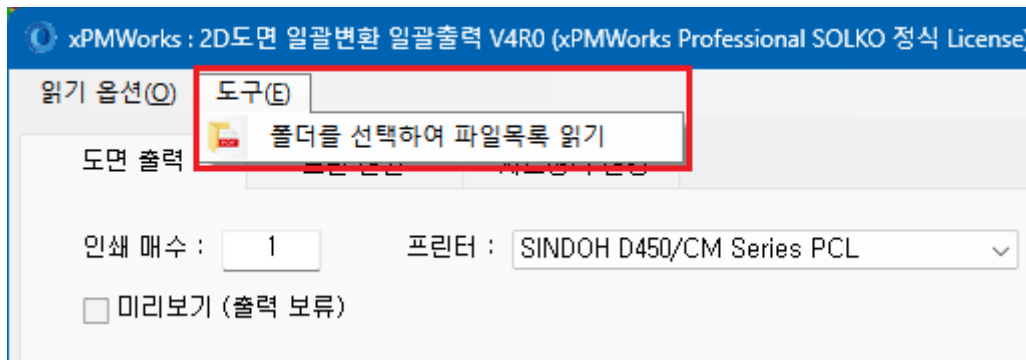 xPMWorks : 2D도면 일괄변환 일괄출력 V4R0 (xPMWorks Professional SOLKO 정식 License)
읽기 옵션(O) 도구(E)
폴더를 선택하여 파일목록 읽기
도면 출력
인쇄 매수 : 1 프린터 : SINDOH D450/CM Series PCL
미리보기 (출력 보류)